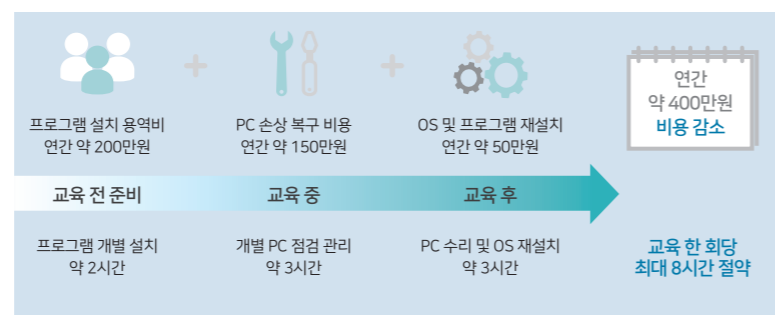 프로그램 설치 용역비
연간 약 200만원
PC 손상 복구 비용
연간 약 150만원
OS 및 프로그램 재설치
연간 약 50만원
연간
약 400만원
비용 감소
교육 전 준비
교육 중
교육 후
프로그램 개별 설치
약 2시간
개별 PC 점검 관리
약 3시간
PC 수리 및 OS 재설치
약 3시간
교육 한 회당
최대 8시간 절약